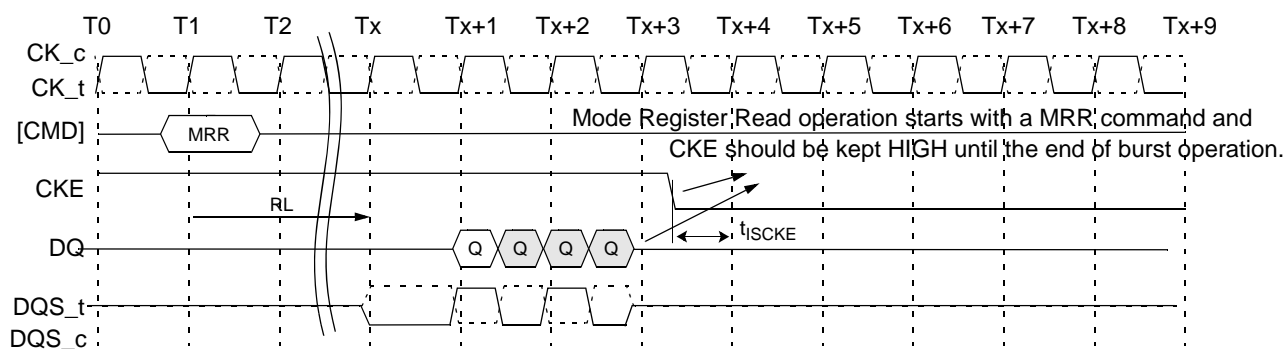 T0 T1 T2 Tx Tx+1 Tx+2 Tx+3 Tx+4 Tx+5 Tx+6 Tx+7 Tx+8 Tx+9
CK_c
CK_t
[CMD] MRR
Mode Register Read operation starts with a MRR command and
CKE should be kept HIGH until the end of burst operation.
CKE
RL
tISCKE
DQ Q Q Q Q
DQS_t
DQS_c